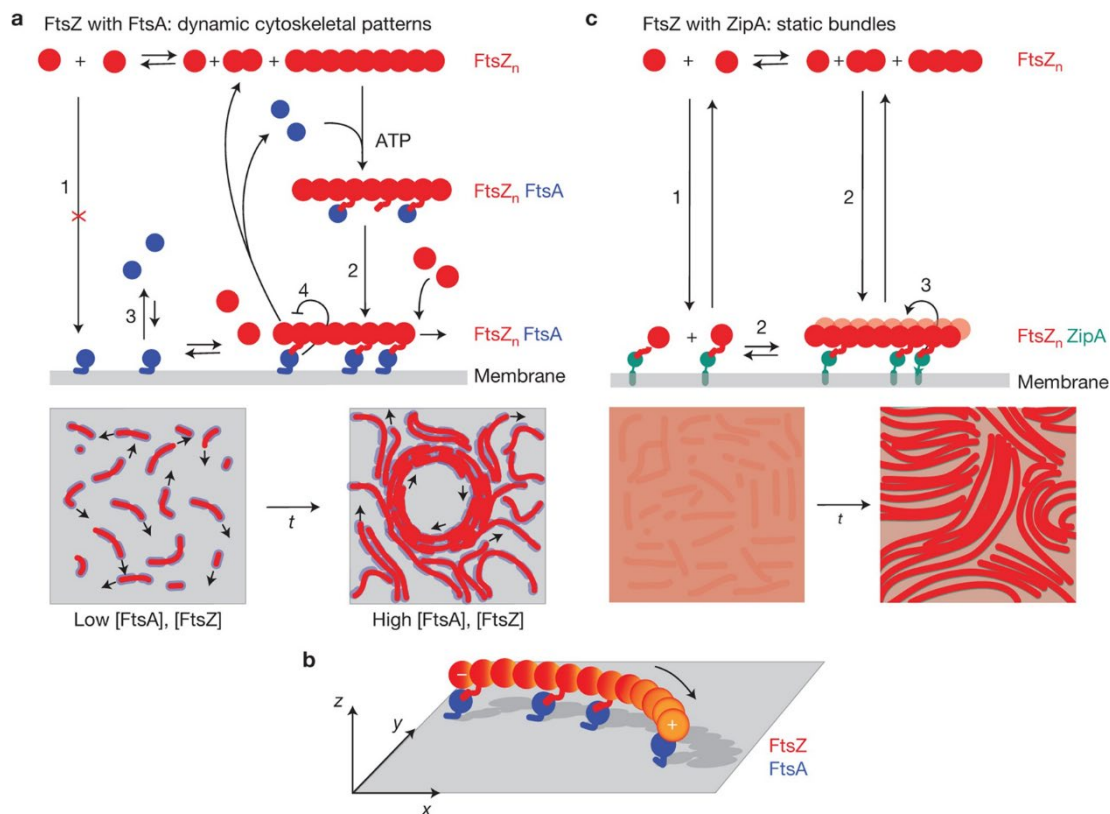 a FtsZ with FtsA: dynamic cytoskeletal patterns
+ + + FtsZn
ATP
1
FtsZn FtsA
2
3
4
FtsZn FtsA
Membrane
t
Low [FtsA], [FtsZ] High [FtsA], [FtsZ]
c FtsZ with ZipA: static bundles
+ + + FtsZn
1
2
3
+ 2 FtsZn ZipA
Membrane
t
b
z
y
x
−
+
FtsZ
FtsA